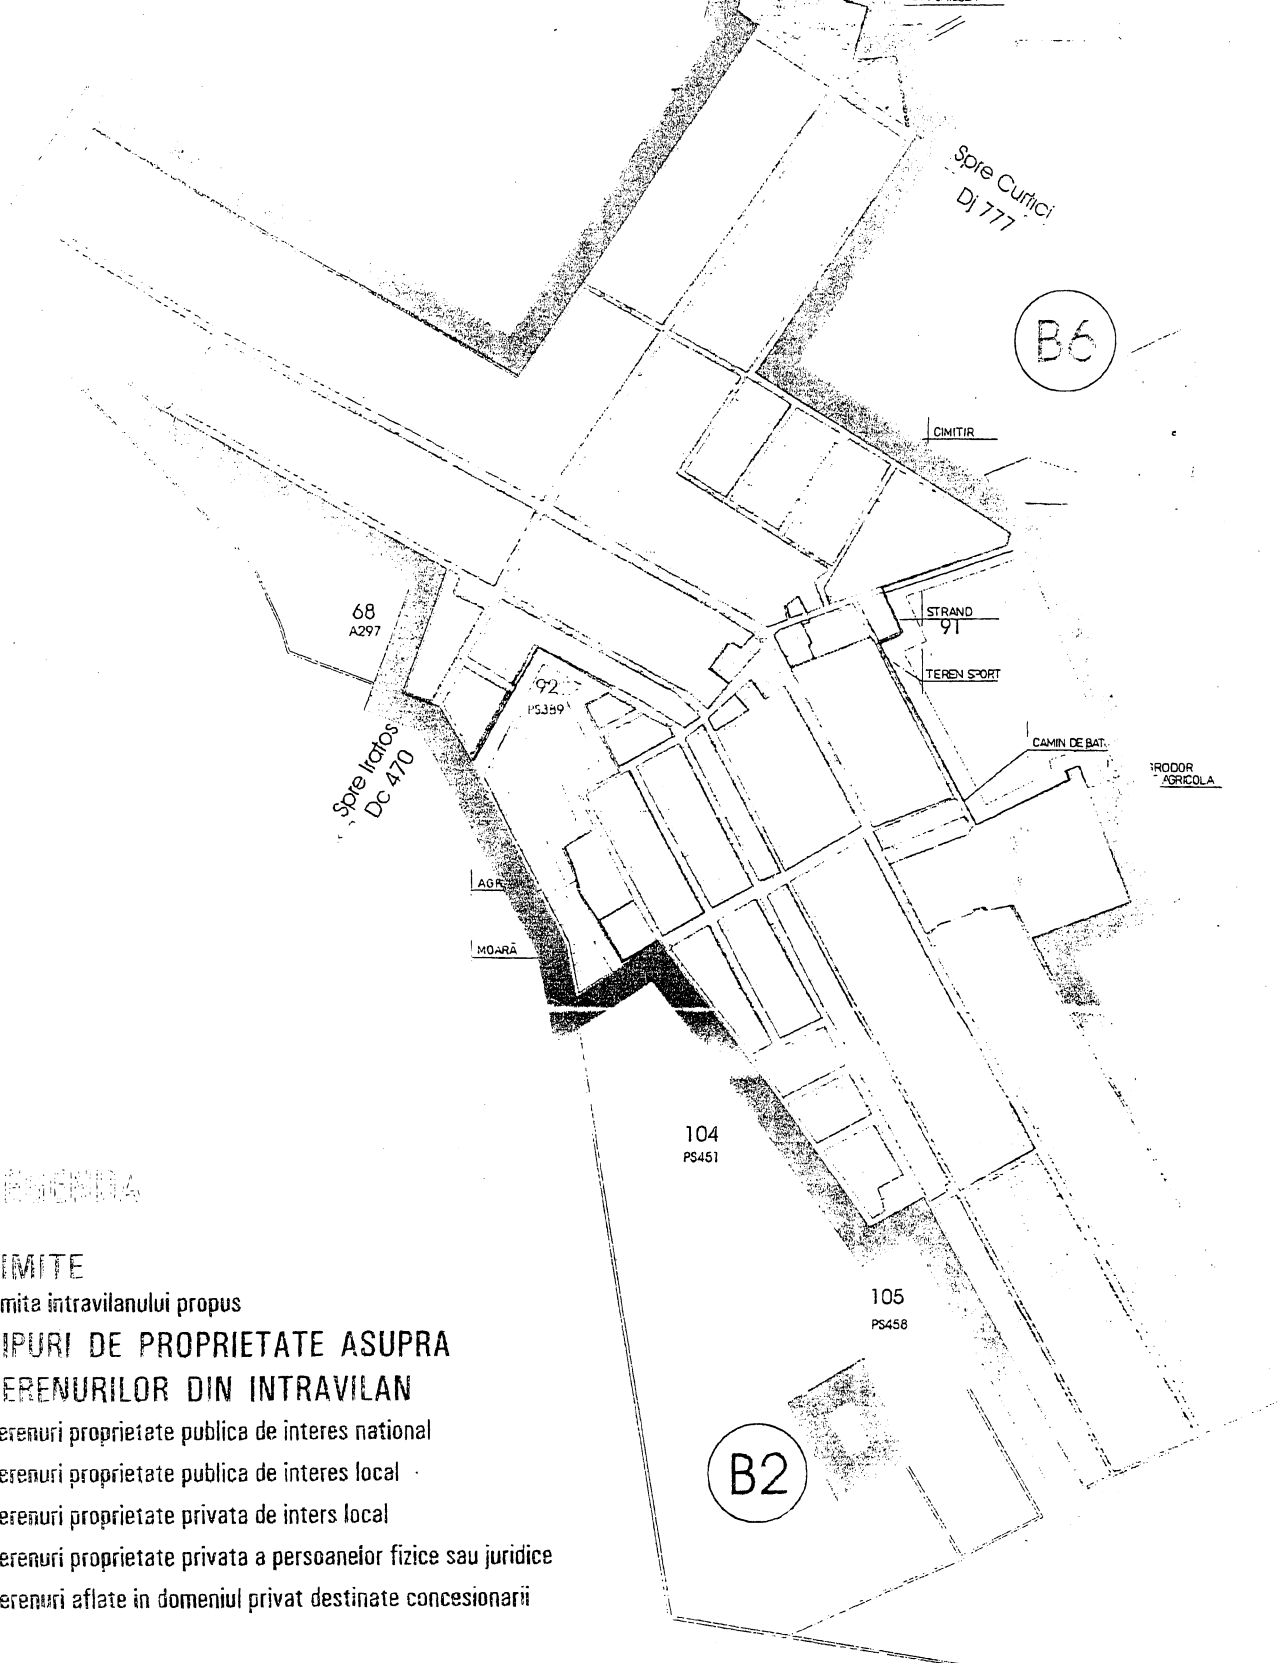 Spre Curtici
Dj 777
B6
CIMITIR
68
A297
STRAND
91
TEREN SPORT
92
PS389
CAMIN DE BAT.
AGRICOLA
Spre Iratos
Dc 470
MOARĂ
104
PS451
IMITE
mita intravilanului propus
105
PS458
IPURI DE PROPRIETATE ASUPRA
ERENURILOR DIN INTRAVILAN
erenuri proprietate publica de interes national
erenuri proprietate publica de interes local
B2
erenuri proprietate privata de inters local
erenuri proprietate privata a persoanelor fizice sau juridice
erenuri aflate in domeniul privat destinate concesionarii